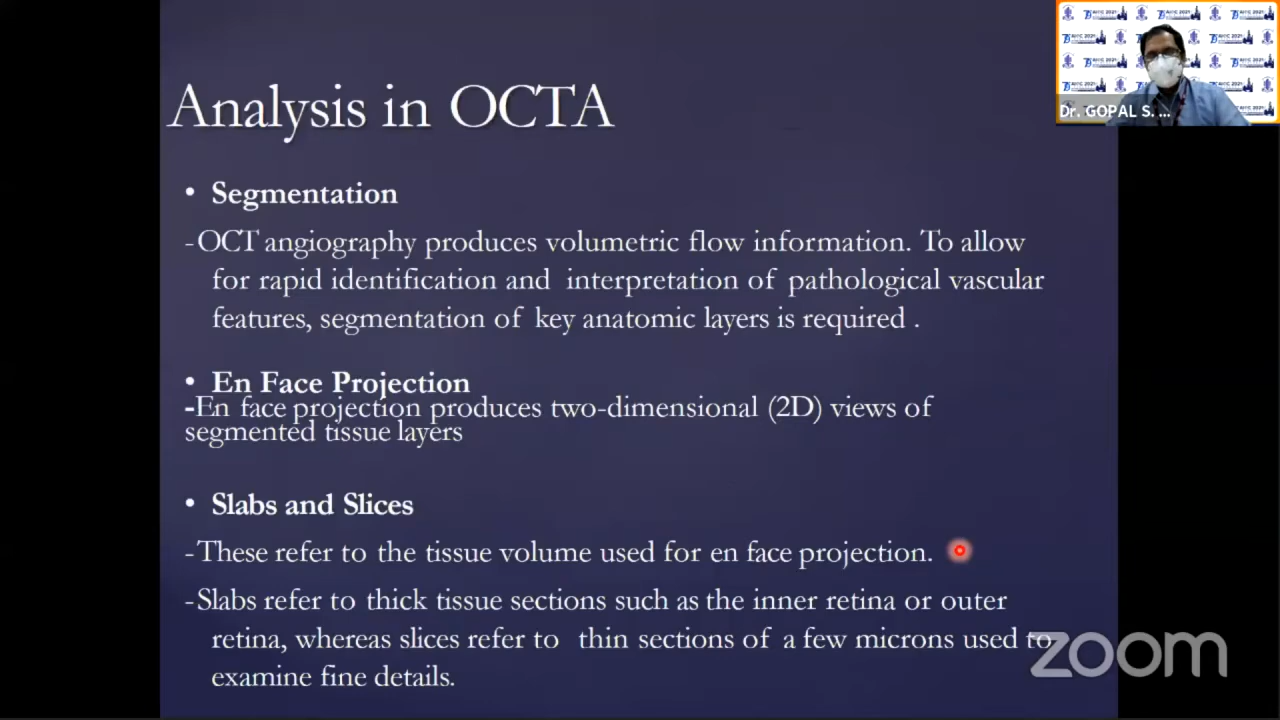 Analysis in OCTA
• Segmentation
-OCT angiography produces volumetric flow information. To allow
for rapid identification and interpretation of pathological vascular
features, segmentation of key anatomic layers is required .
• En Face Projection
-En face projection produces two-dimensional (2D) views of
segmented tissue layers
• Slabs and Slices
-These refer to the tissue volume used for en face projection.
-Slabs refer to thick tissue sections such as the inner retina or outer
retina, whereas slices refer to thin sections of a few microns used to
examine fine details.
Dr. GOPAL S. ...
zoom